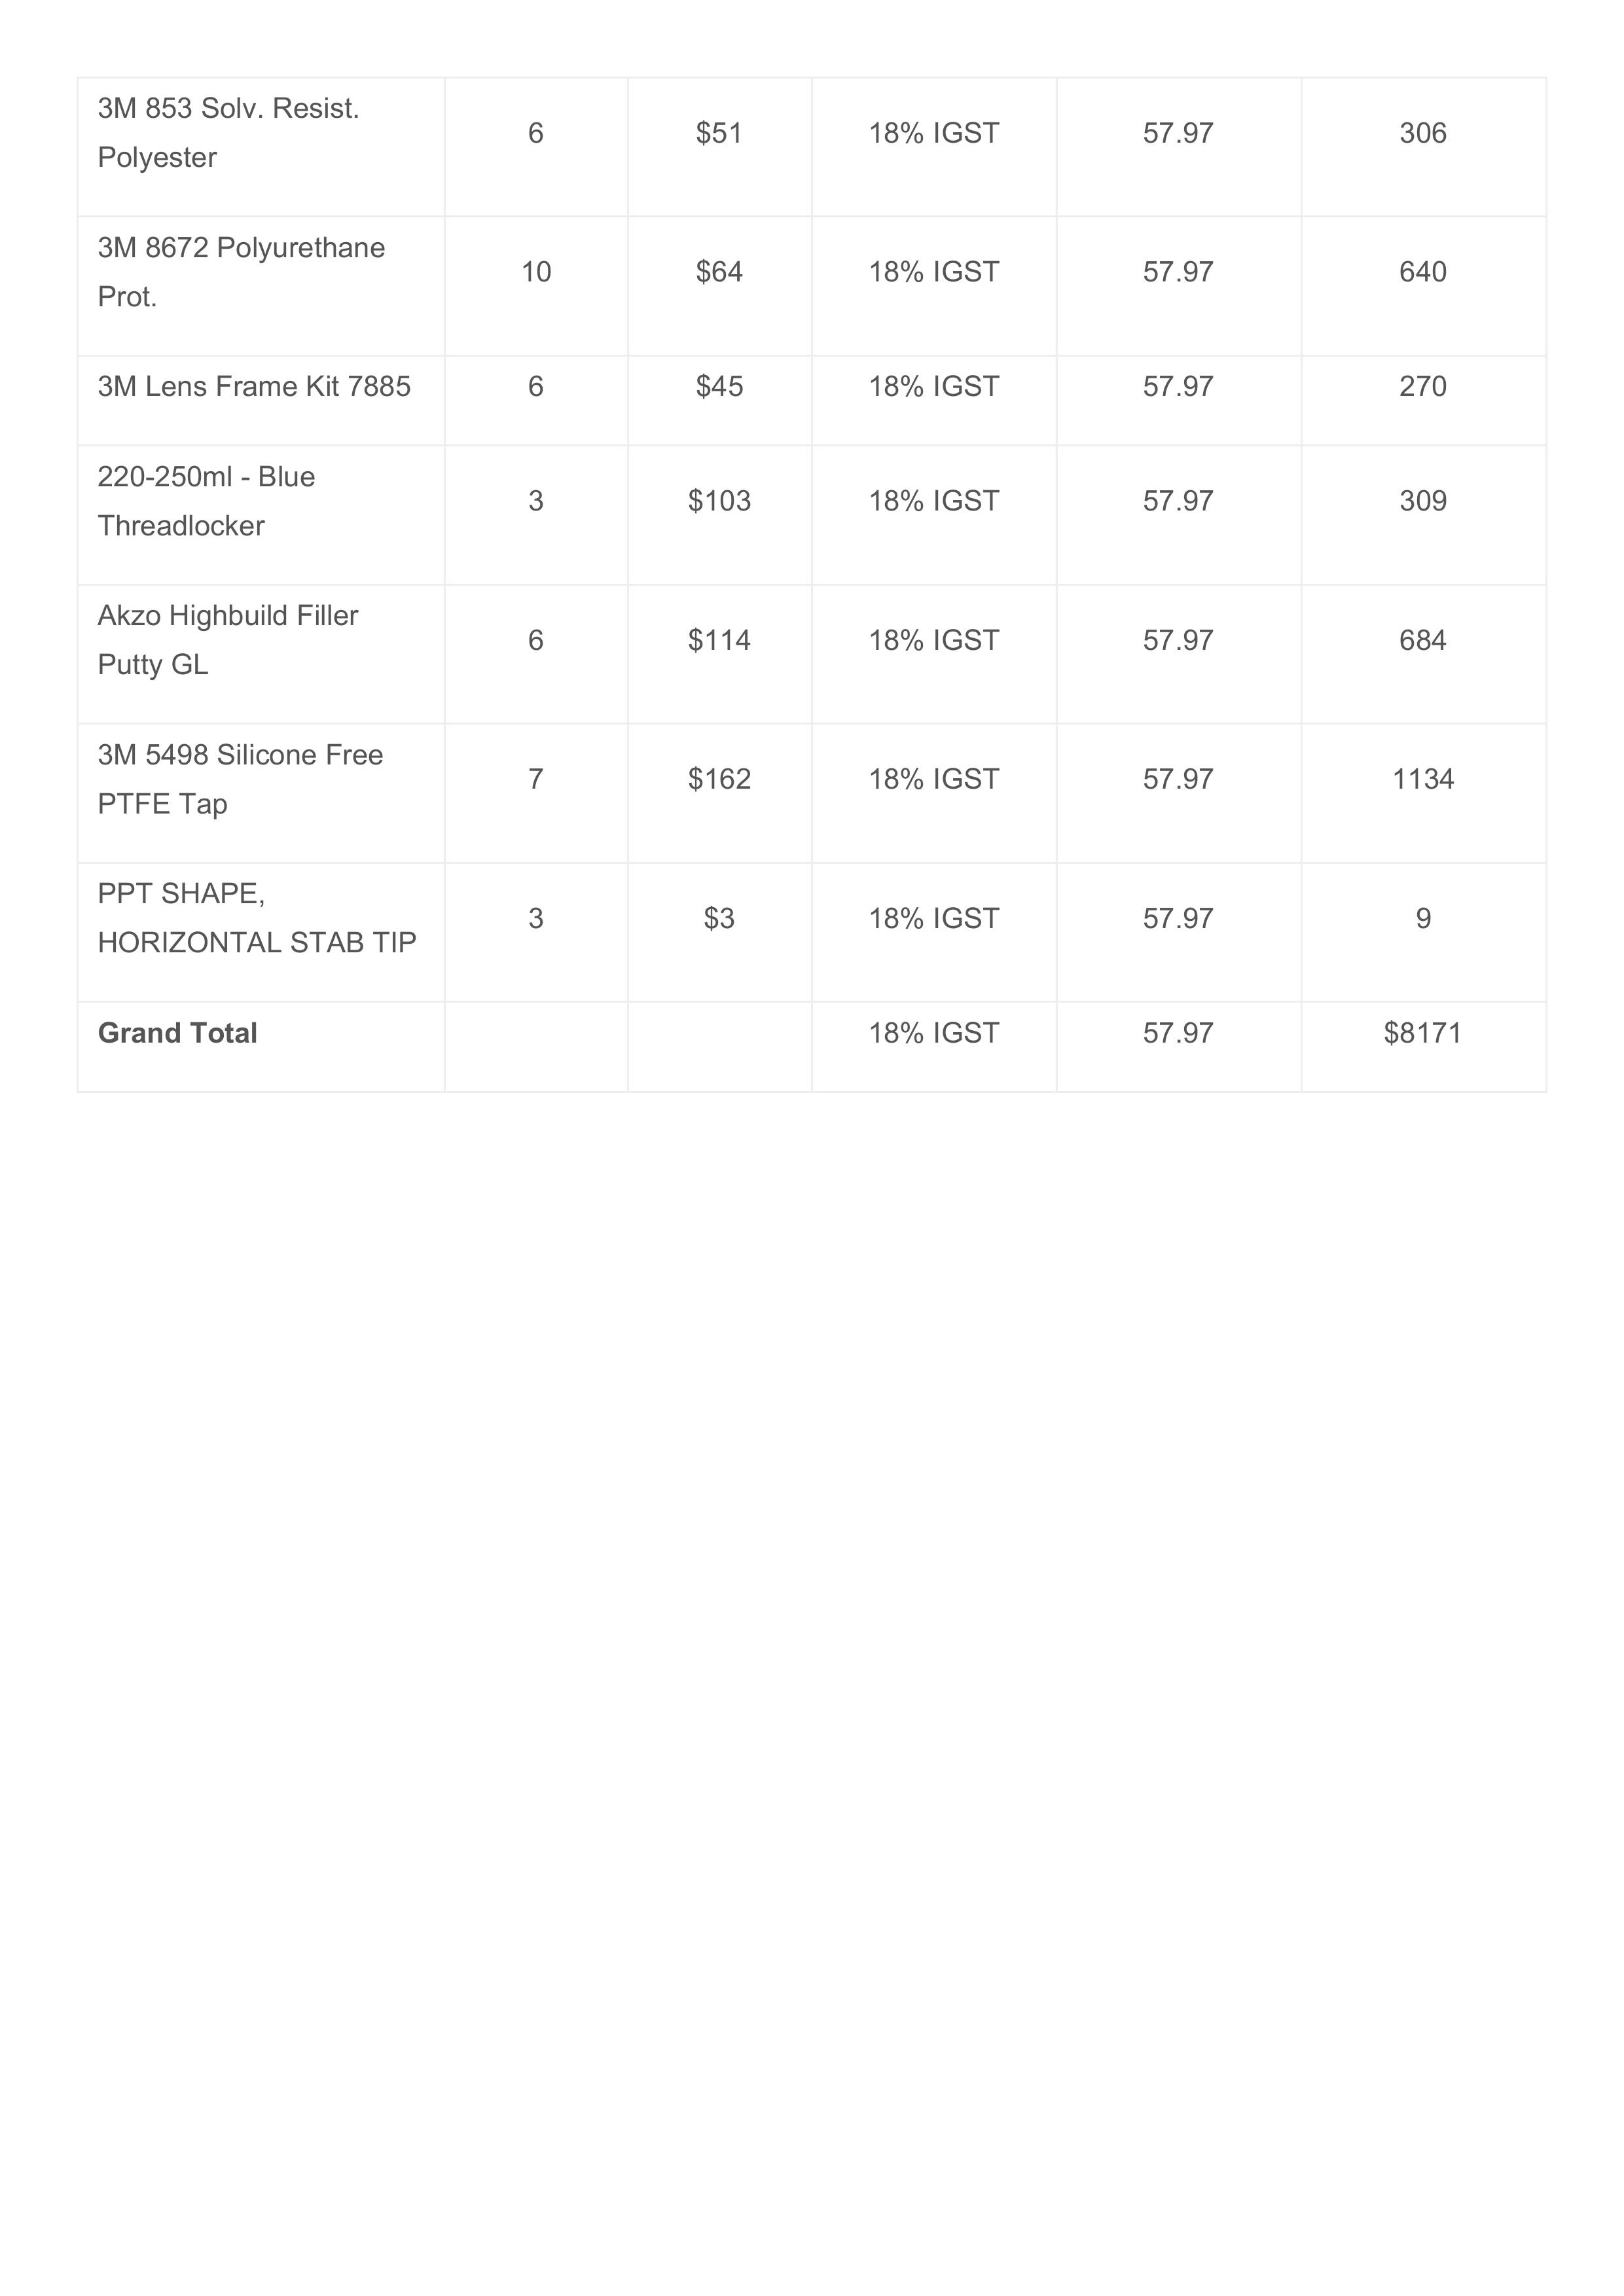 3M 853 Solv. Resist.
Polyester
6 $51 18% IGST 57.97 306
3M 8672 Polyurethane
Prot.
10 $64 18% IGST 57.97 640
3M Lens Frame Kit 7885 6 $45 18% IGST 57.97 270
220-250ml - Blue
Threadlocker
3 $103 18% IGST 57.97 309
Akzo Highbuild Filler
Putty GL
6 $114 18% IGST 57.97 684
3M 5498 Silicone Free
PTFE Tap
7 $162 18% IGST 57.97 1134
PPT SHAPE,
HORIZONTAL STAB TIP
3 $3 18% IGST 57.97 9
Grand Total 18% IGST 57.97 $8171